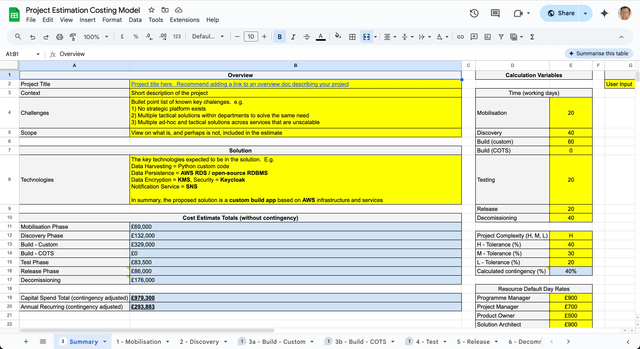 Project Estimation Costing Model
File Edit View Insert Format Data Tools Extensions Help
Share
100% £ % .0 .00 123 Defaul... 10 B I A
A1:B1 fx Overview
Summarise this table
A B D E F G
1 Overview Calculation Variables
2 Project Title Project title here. Recommend adding a link to an overview doc describing your project User Input
3 Context Short description of the project Time (working days)
4 Challenges Bullet point list of known key chalenges. e.g.
1) No strategic platform exists
2) Multiple tactical solutions within departments to solve the same need
3) Multiple ad-hoc and tactical solutions across services that are unscalable
Mobilisation 20
5 Scope View on what is, and perhaps is not, included in the estimate Discovery 40
6 Build (custom) 60
7 Solution Build (COTS) 0
8 Technologies The key technologies expected to be in the solution. E.g.
Data Harvesting = Python custom code
Data Persistence = AWS RDS / open-source RDBMS
Data Encryption = KMS, Security = Keycloak
Notification Service = SNS
In summary, the proposed solution is a custom build app based on AWS infrastructure and services
Testing 20
9 Release 20
10 Cost Estimate Totals (without contingency) Decomissioning 40
11 Mobilisation Phase £69,000
12 Discovery Phase £132,000 Project Complexity (H, M, L) H
13 Build - Custom £329,000 H - Tolerance (%) 40
14 Build - COTS £0 M - Tolerance (%) 30
15 Test Phase £83,500 L - Tolerance (%) 20
16 Release Phase £86,000 Calculated contingency (%) 40%
17 Decomissioning £176,000
18 Resource Default Day Rates
19 Capital Spend Total (contingency adjusted) £979,300 Programme Manager £900
20 Annual Recurring (contingency adjusted) £293,883 Project Manager £700
21 Product Owner £500
22 Solution Architect £900
3 Summary 1 - Mobilisation 2 - Discovery 1 3a - Build - Custom 1 3b - Build - COTS 1 4 - Test 5 - Release 6 - Decomm